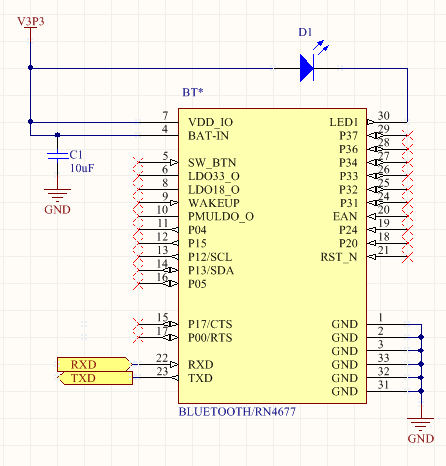 V3P3
D1
BT*
7 VDD_IO LED1 30
4 BAT-IN P37 29
P36 28
5 SW_BTN P34 27
6 LDO33_O P33 26
8 LDO18_O P32 25
9 WAKEUP P31 24
10 PMULDO_O EAN 20
11 P04 P24 19
12 P15 P20 18
13 P12/SCL RST_N 21
14 P13/SDA
16 P05
C1
10uF
GND
15 P17/CTS GND 1
17 P00/RTS GND 2
GND 3
RXD 22 RXD GND 33
TXD 23 TXD GND 32
GND 31
BLUETOOTH/RN4677
GND